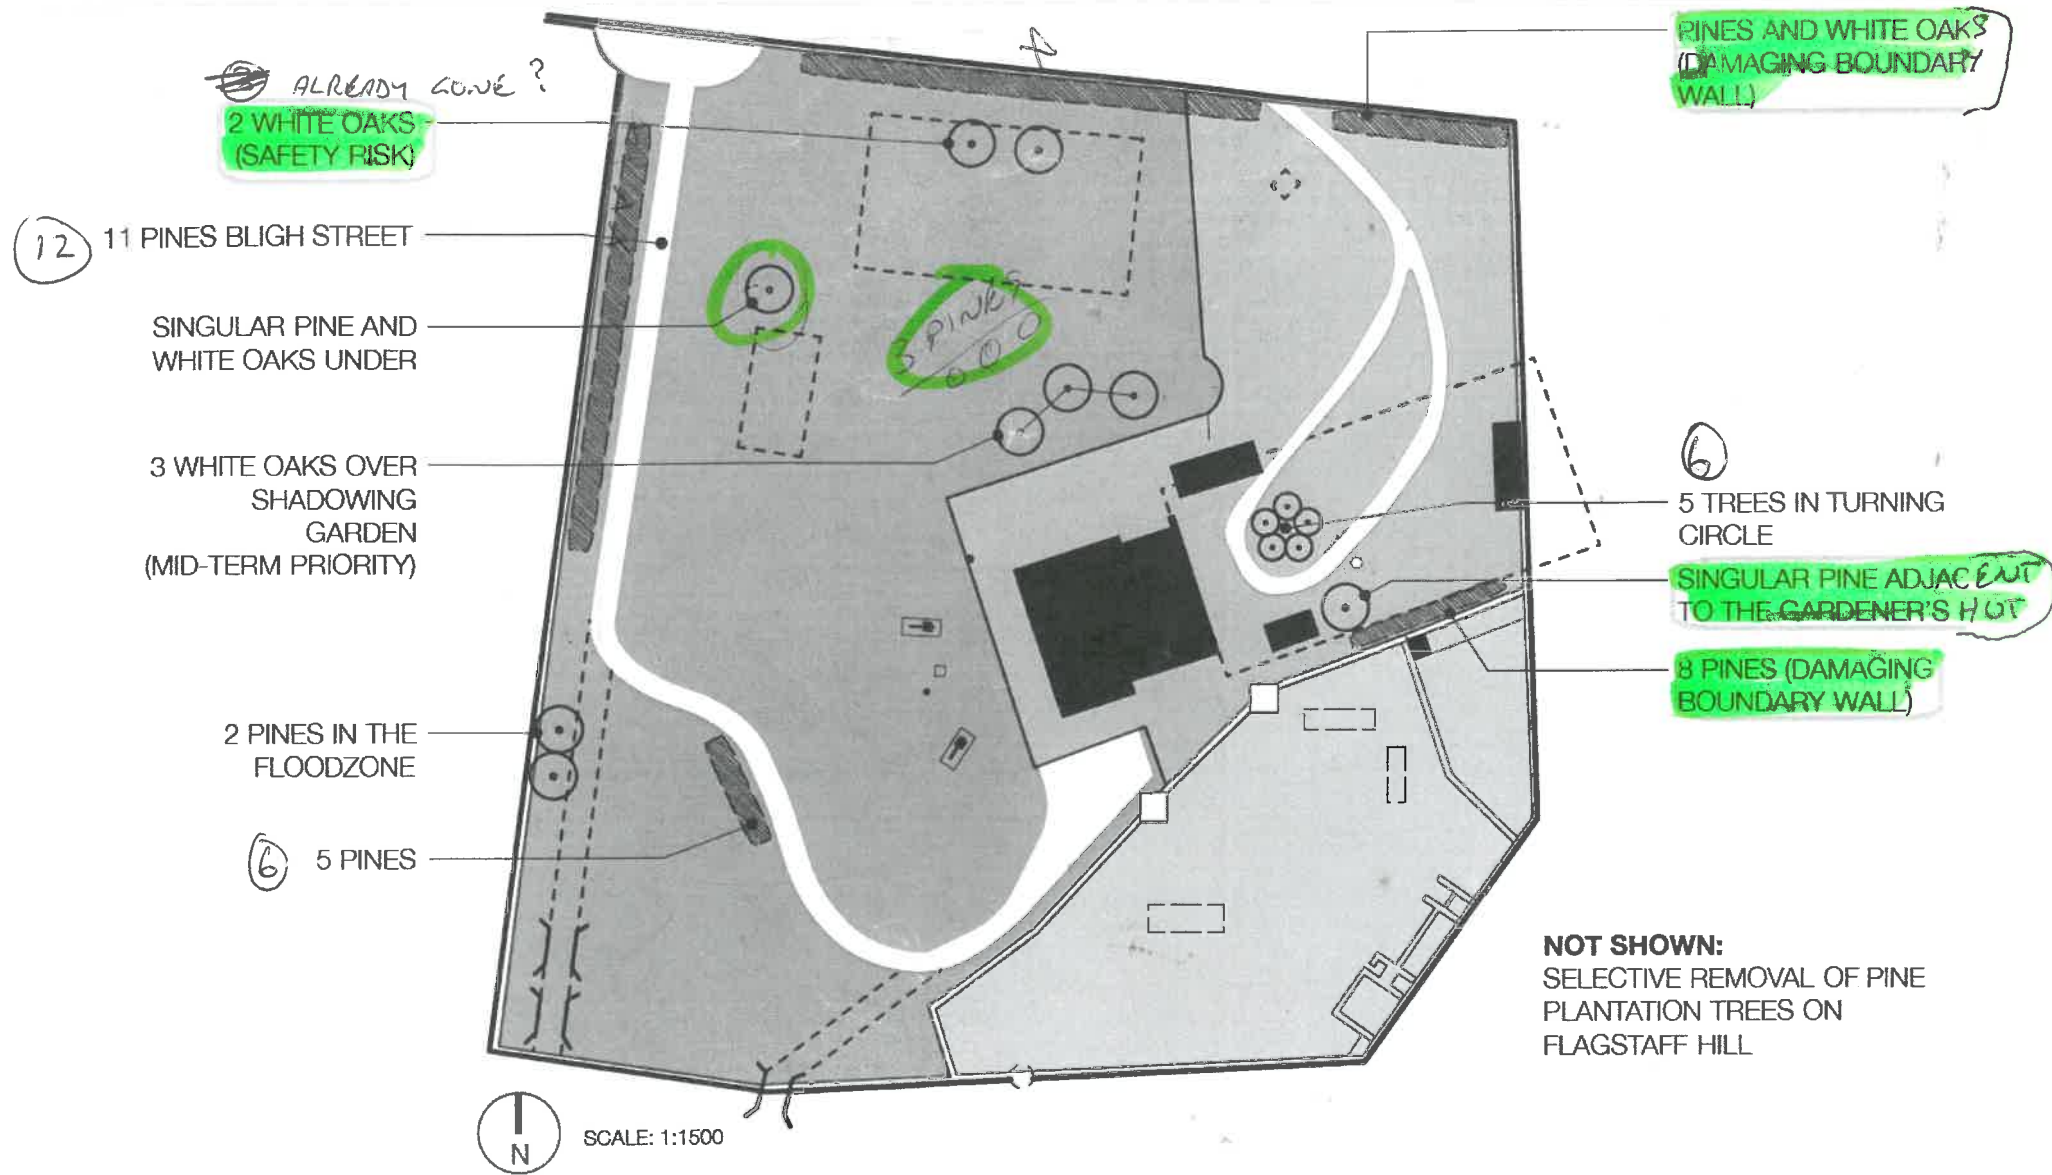 ALREADY GONE?
2 WHITE OAKS
(SAFETY RISK)
12
11 PINES BLIGH STREET
SINGULAR PINE AND
WHITE OAKS UNDER
3 WHITE OAKS OVER
SHADOWING
GARDEN
(MID-TERM PRIORITY)
2 PINES IN THE
FLOODZONE
6
5 PINES
PINES
PINES AND WHITE OAKS
(DAMAGING BOUNDARY
WALL)
6
5 TREES IN TURNING
CIRCLE
SINGULAR PINE ADJACENT
TO THE GARDENER'S HUT
8 PINES (DAMAGING
BOUNDARY WALL)
NOT SHOWN:
SELECTIVE REMOVAL OF PINE
PLANTATION TREES ON
FLAGSTAFF HILL
N
SCALE: 1:1500